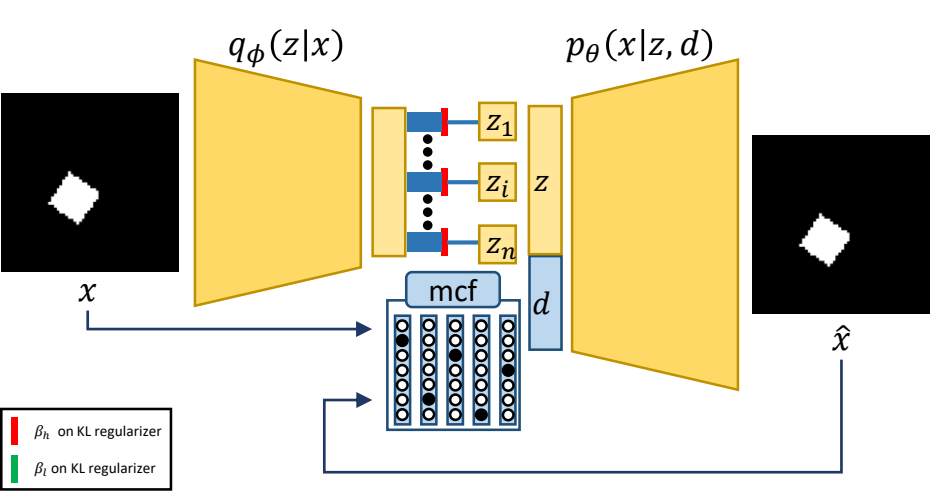 qϕ(z|x)
pθ(x|z, d)
z1
zi
z
zn
mcf
d
x
x̂
βh on KL regularizer
βl on KL regularizer